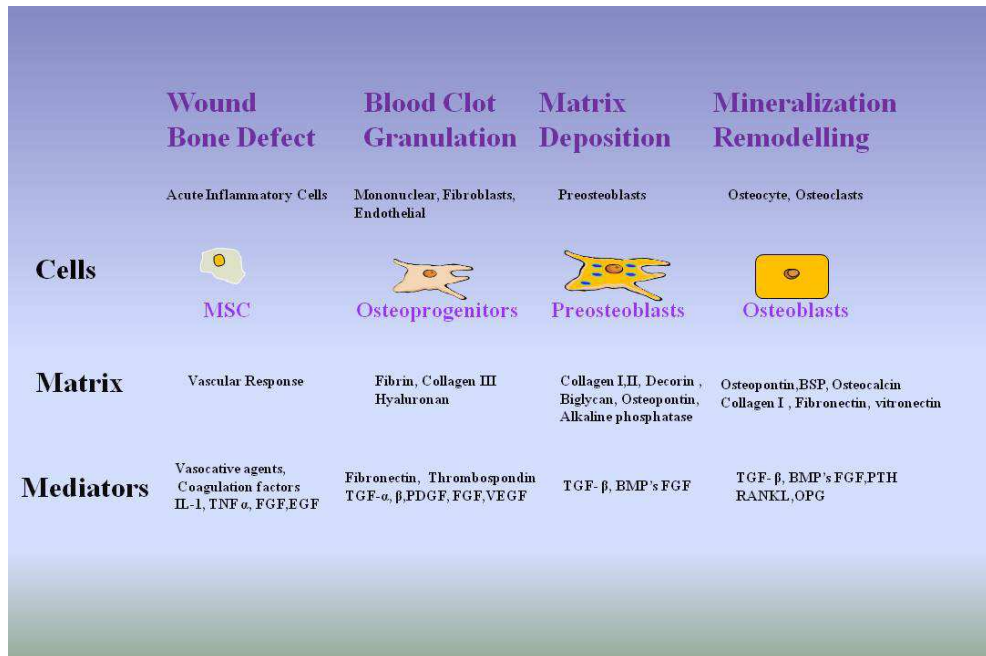 Wound
Bone Defect
Blood Clot
Granulation
Matrix
Deposition
Mineralization
Remodelling
Acute Inflammatory Cells
Mononuclear, Fibroblasts,
Endothelial
Preosteoblasts
Osteocyte, Osteoclasts
Cells
MSC
Osteoprogenitors
Preosteoblasts
Osteoblasts
Matrix
Vascular Response
Fibrin, Collagen III
Hyaluronan
Collagen I,II, Decorin ,
Biglycan, Osteopontin,
Alkaline phosphatase
Osteopontin,BSP, Osteocalcin
Collagen I , Fibronectin, vitronectin
Mediators
Vasocative agents,
Coagulation factors
IL-1, TNF α, FGF,EGF
Fibronectin, Thrombospondin
TGF-α, β,PDGF, FGF,VEGF
TGF- β, BMP's FGF
TGF- β, BMP's FGF,PTH
RANKL,OPG